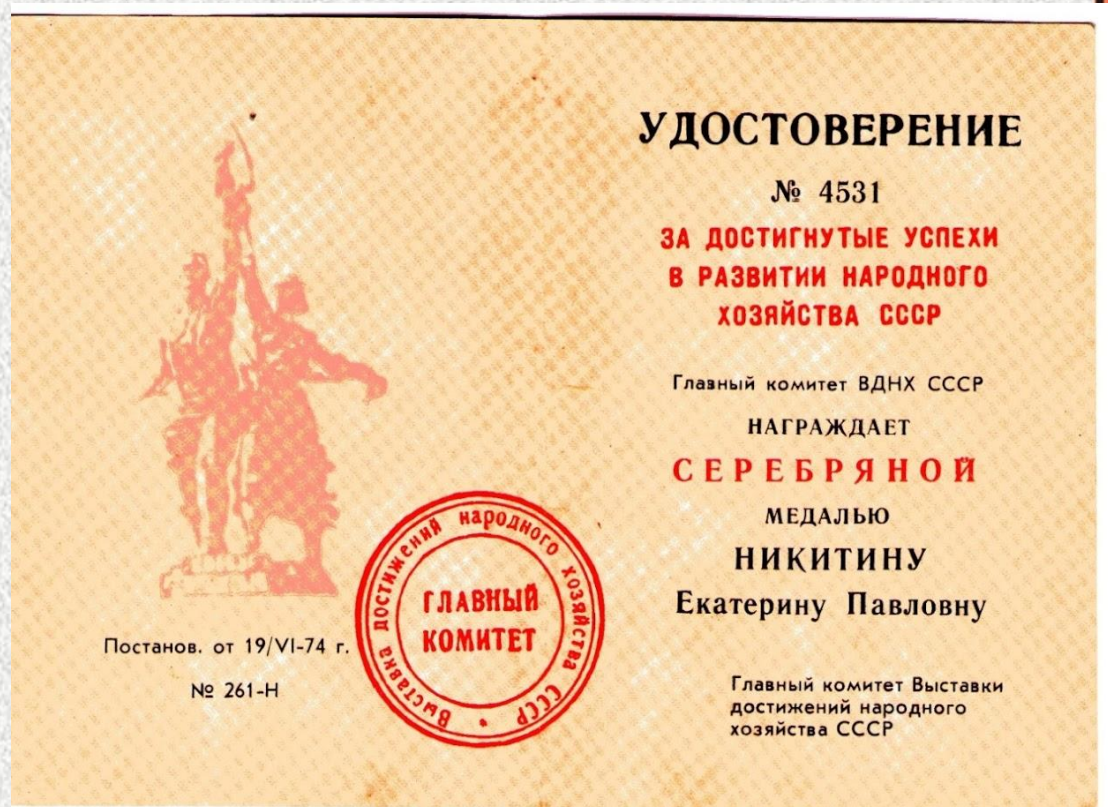 УДОСТОВЕРЕНИЕ
№ 4531
ЗА ДОСТИГНУТЫЕ УСПЕХИ
В РАЗВИТИИ НАРОДНОГО
ХОЗЯЙСТВА СССР
Главный комитет ВДНХ СССР
НАГРАЖДАЕТ
СЕРЕБРЯНОЙ
МЕДАЛЬЮ
НИКИТИНУ
Екатерину Павловну
Главный комитет Выставки
достижений народного
хозяйства СССР
Постанов. от 19/VI-74 г.
№ 261-Н
Выставка достижений народного хозяйства СССР
ГЛАВНЫЙ
КОМИТЕТ